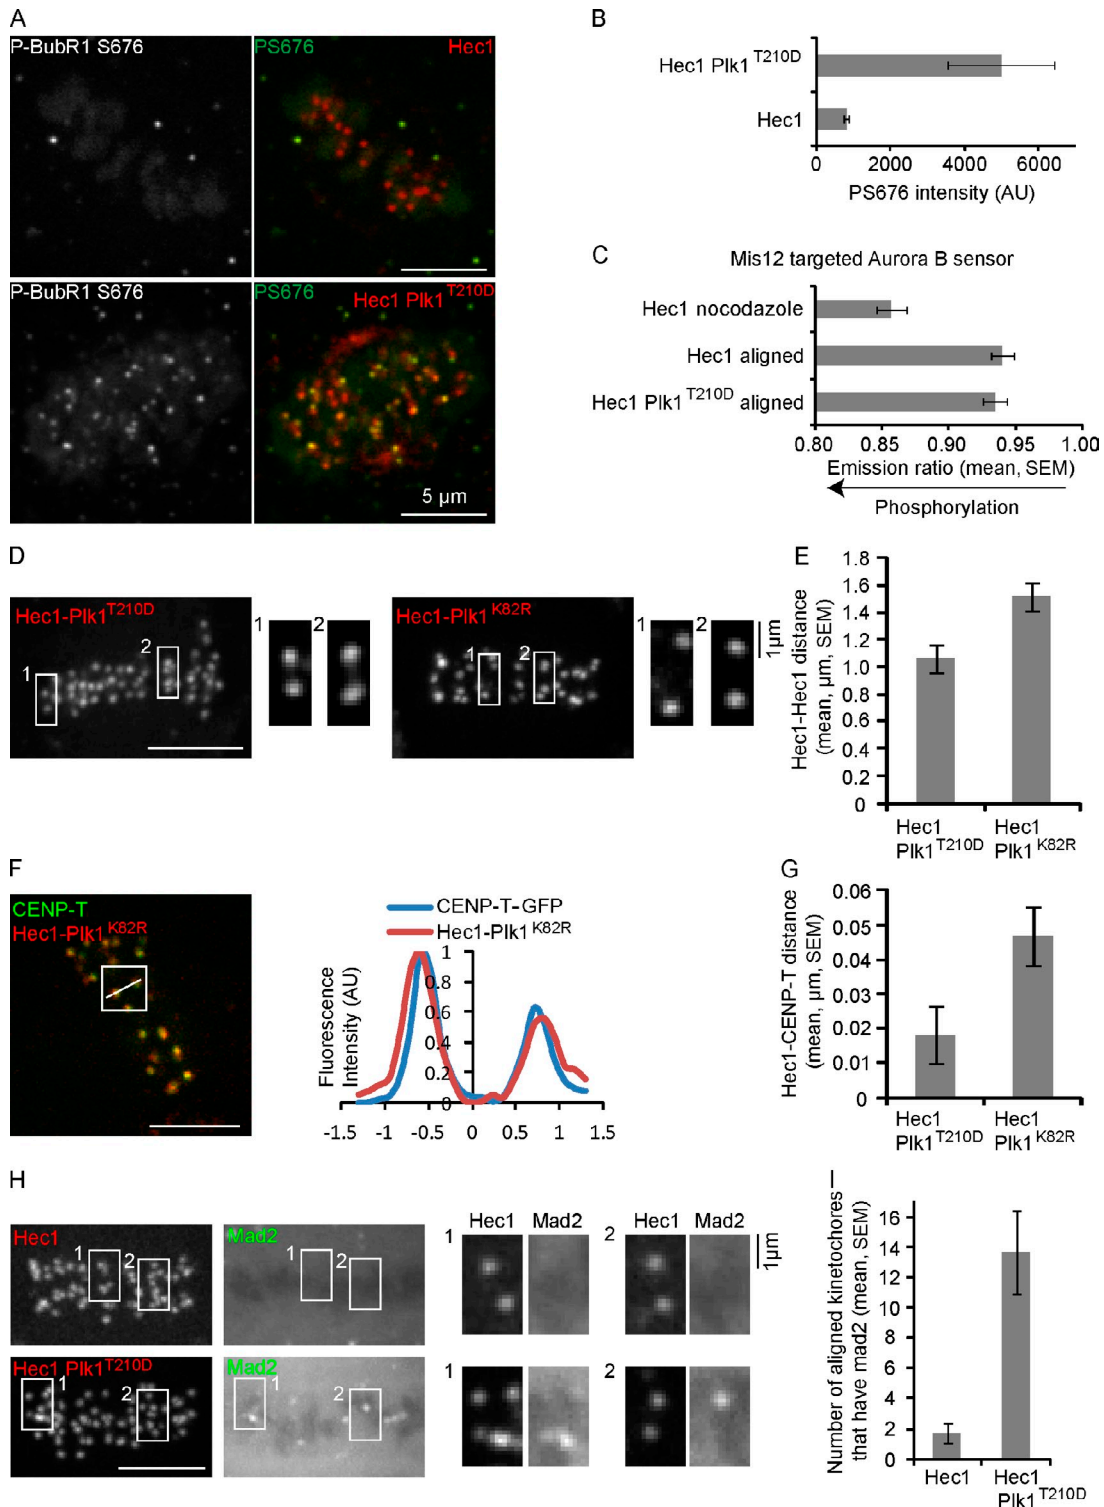 A
P-BubR1 S676
PS676
Hec1
P-BubR1 S676
PS676
Hec1 Plk1 T210D
5 µm
B
Hec1 Plk1 T210D
Hec1
0 2000 4000 6000
PS676 intensity (AU)
C
Mis12 targeted Aurora B sensor
Hec1 nocodazole
Hec1 aligned
Hec1 Plk1 T210D aligned
0.80 0.85 0.90 0.95 1.00
Emission ratio (mean, SEM)
Phosphorylation
D
Hec1-Plk1 T210D
1
2
1
2
Hec1-Plk1 K82R
1
2
1
2
1µm
E
Hec1-Hec1 distance
(mean, µm, SEM)
1.8
1.6
1.4
1.2
1.0
0.8
0.6
0.4
0.2
0
Hec1
Plk1 T210D
Hec1
Plk1 K82R
F
CENP-T
Hec1-Plk1 K82R
CENP-T-GFP
Hec1-Plk1 K82R
Fluorescence
Intensity (AU)
1
0.8
0.6
0.4
0.2
0
-1.5 -1 -0.5 0 0.5 1 1.5
G
Hec1-CENP-T distance
(mean, µm, SEM)
0.06
0.05
0.04
0.03
0.02
0.01
0
Hec1
Plk1 T210D
Hec1
Plk1 K82R
H
Hec1
1
2
Mad2
1
2
1
Hec1 Mad2
2
Hec1 Mad2
1µm
Hec1 Plk1 T210D
1
2
Mad2
1
2
1
2
I
Number of aligned kinetochores
that have mad2 (mean, SEM)
16
14
12
10
8
6
4
2
0
Hec1
Hec1
Plk1 T210D